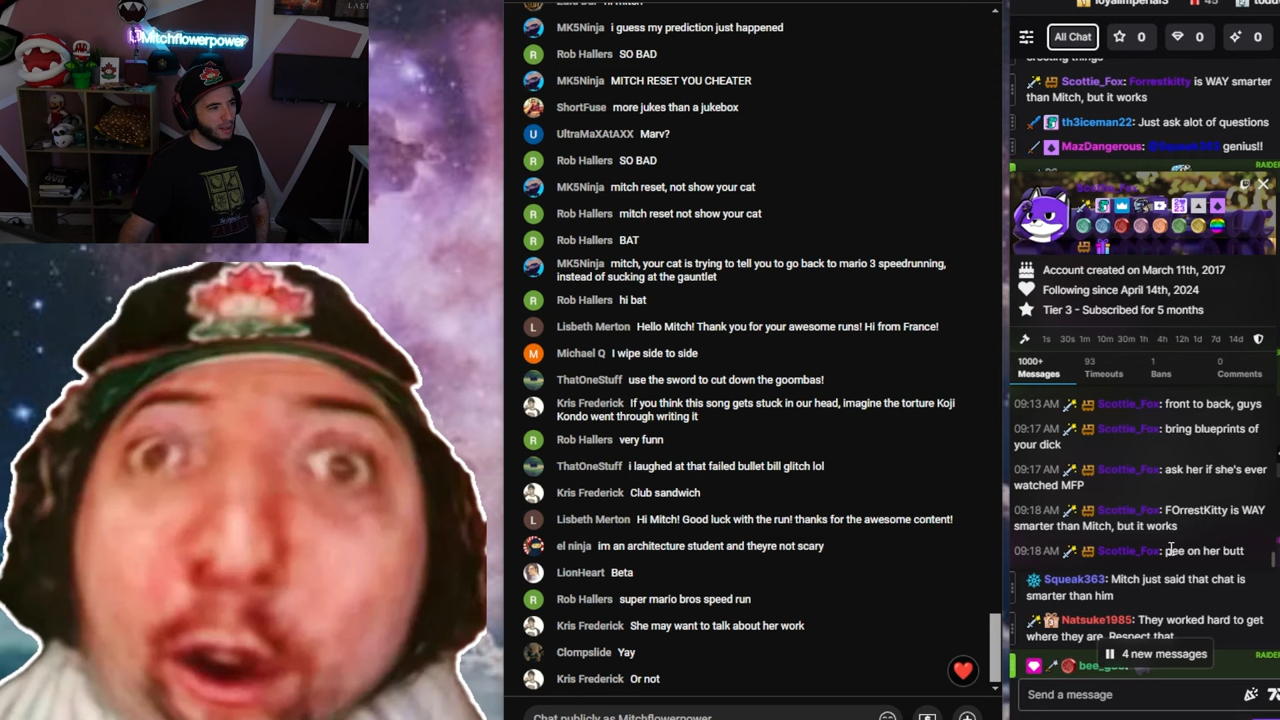 Mitchflowerpower
LAST
MK5Ninja i guess my prediction just happened
Rob Hallers SO BAD
MK5Ninja MITCH RESET YOU CHEATER
ShortFuse more jukes than a jukebox
U UltraMaXAtAXX Marv?
R Rob Hallers SO BAD
MK5Ninja mitch reset, not show your cat
R Rob Hallers mitch reset not show your cat
R Rob Hallers BAT
MK5Ninja mitch, your cat is trying to tell you to go back to mario 3 speedrunning,
instead of sucking at the gauntlet
R Rob Hallers hi bat
L Lisbeth Merton Hello Mitch! Thank you for your awesome runs! Hi from France!
M Michael Q I wipe side to side
ThatOneStuff use the sword to cut down the goombas!
Kris Frederick If you think this song gets stuck in our head, imagine the torture Koji
Kondo went through writing it
R Rob Hallers very funn
ThatOneStuff i laughed at that failed bullet bill glitch lol
Kris Frederick Club sandwich
L Lisbeth Merton Hi Mitch! Good luck with the run! thanks for the awesome content!
el ninja im an architecture student and theyre not scary
LionHeart Beta
R Rob Hallers super mario bros speed run
Kris Frederick She may want to talk about her work
Clompslide Yay
Kris Frederick Or not
Chat publicly as Mitchflowerpower
loyalimperial3 45
All Chat 0 0 0
Scottie_Fox: Forrestkitty is WAY smarter
than Mitch, but it works
th3iceman22: Just ask alot of questions
MazDangerous: @Squeak363 genius!!
RAIDER
Scottie_Fox
Account created on March 11th, 2017
Following since April 14th, 2024
Tier 3 - Subscribed for 5 months
1s 30s 1m 10m 30m 1h 4h 12h 1d 7d 14d
1000+ 93 1 0
Messages Timeouts Bans Comments
09:13 AM Scottie_Fox: front to back, guys
09:17 AM Scottie_Fox: bring blueprints of
your dick
09:17 AM Scottie_Fox: ask her if she's ever
watched MFP
09:18 AM Scottie_Fox: FOrrestKitty is WAY
smarter than Mitch, but it works
09:18 AM Scottie_Fox: pee on her butt
Squeak363: Mitch just said that chat is
smarter than him
Natsuke1985: They worked hard to get
where they are. Respect that
4 new messages
RAIDER
Send a message